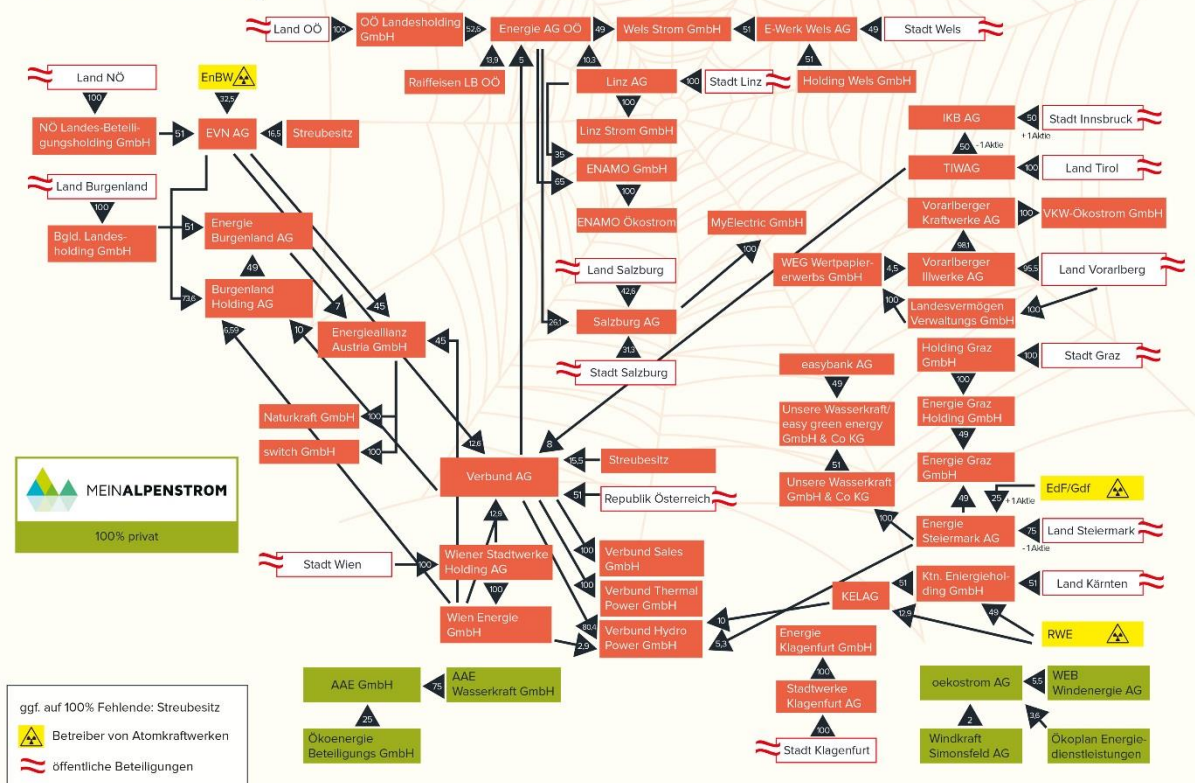 Land OÖ
100
OÖ Landesholding
GmbH
52,6
Energie AG OÖ
49
Wels Strom GmbH
51
E-Werk Wels AG
49
Stadt Wels
13,9
5
10,3
51
Raiffeisen LB OÖ
Linz AG
100
Stadt Linz
Holding Wels GmbH
Land NÖ
EnBW
100
32,5
NÖ Landes-Beteili-
gungsholding GmbH
51
EVN AG
16,5
Streubesitz
100
Linz Strom GmbH
35
ENAMO GmbH
65
100
ENAMO Ökostrom
IKB AG
50
+ 1 Aktie
Stadt Innsbruck
50
- 1 Aktie
TIWAG
100
Land Tirol
Land Burgenland
100
Bgld. Landes-
holding GmbH
51
Energie
Burgenland AG
49
73,6
Burgenland
Holding AG
Vorarlberger
Kraftwerke AG
100
VKW-Ökostrom GmbH
98,1
MyElectric GmbH
100
WEG Wertpapier-
erwerbs GmbH
4,5
Vorarlberger
Illwerke AG
95,5
Land Vorarlberg
100
Landesvermögen
Verwaltungs GmbH
100
Land Salzburg
42,6
26,1
Salzburg AG
31,3
Stadt Salzburg
6,59
10
7
45
Energieallianz
Austria GmbH
45
Holding Graz
GmbH
100
Stadt Graz
100
easybank AG
49
Unsere Wasserkraft/
easy green energy
GmbH & Co KG
51
Unsere Wasserkraft
GmbH & Co KG
100
Energie Graz
Holding GmbH
49
Energie Graz
GmbH
49
25
+ 1 Aktie
EdF/Gdf
Energie
Steiermark AG
75
- 1 Aktie
Land Steiermark
Naturkraft GmbH
100
switch GmbH
100
12,6
8
Verbund AG
15,5
Streubesitz
51
Republik Österreich
MEINALPENSTROM
100% privat
12,9
Stadt Wien
100
Wiener Stadtwerke
Holding AG
100
Wien Energie
GmbH
100
Verbund Sales
GmbH
100
Verbund Thermal
Power GmbH
80,4
2,9
Verbund Hydro
Power GmbH
10
5,3
KELAG
51
Ktn. Eniergiehol-
ding GmbH
51
Land Kärnten
12,9
49
RWE
Energie
Klagenfurt GmbH
100
Stadtwerke
Klagenfurt AG
100
Stadt Klagenfurt
AAE GmbH
75
AAE
Wasserkraft GmbH
25
Ökoenergie
Beteiligungs GmbH
oekostrom AG
5,5
WEB
Windenergie AG
2
3,6
Windkraft
Simonsfeld AG
Ökoplan Energie-
dienstleistungen
ggf. auf 100% Fehlende: Streubesitz
Betreiber von Atomkraftwerken
öffentliche Beteiligungen